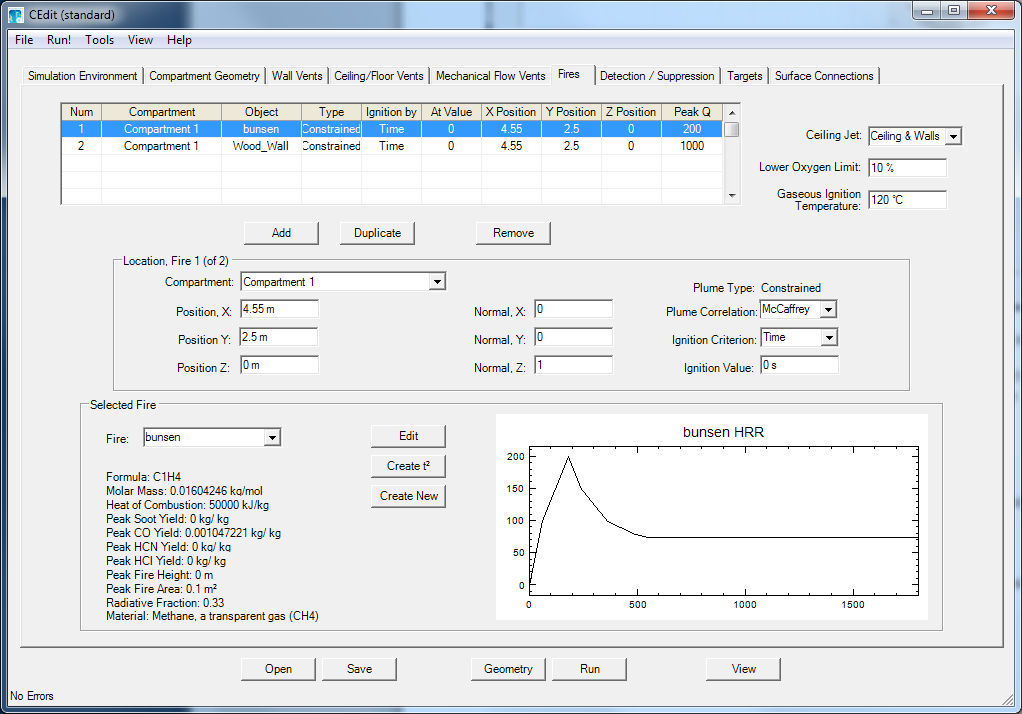 CEdit (standard)
File Run! Tools View Help
Simulation Environment Compartment Geometry Wall Vents Ceiling/Floor Vents Mechanical Flow Vents Fires Detection / Suppression Targets Surface Connections
Num Compartment Object Type Ignition by At Value X Position Y Position Z Position Peak Q
1 Compartment 1 bunsen Constrained Time 0 4.55 2.5 0 200
2 Compartment 1 Wood_Wall Constrained Time 0 4.55 2.5 0 1000
Ceiling Jet: Ceiling & Walls
Lower Oxygen Limit: 10 %
Gaseous Ignition
Temperature: 120 °C
Add Duplicate Remove
Location, Fire 1 (of 2)
Compartment: Compartment 1
Plume Type: Constrained
Position, X: 4.55 m Normal, X: 0 Plume Correlation: McCaffrey
Position Y: 2.5 m Normal, Y: 0 Ignition Criterion: Time
Position Z: 0 m Normal, Z: 1 Ignition Value: 0 s
Selected Fire
Fire: bunsen
Edit
Create t²
Create New
Formula: C1H4
Molar Mass: 0.01604246 kg/mol
Heat of Combustion: 50000 kJ/kg
Peak Soot Yield: 0 kg/ kg
Peak CO Yield: 0.001047221 kg/ kg
Peak HCN Yield: 0 kg/ kg
Peak HCl Yield: 0 kg/ kg
Peak Fire Height: 0 m
Peak Fire Area: 0.1 m²
Radiative Fraction: 0.33
Material: Methane, a transparent gas (CH4)
bunsen HRR
200
150
100
50
0
0 500 1000 1500
Open Save Geometry Run View
No Errors